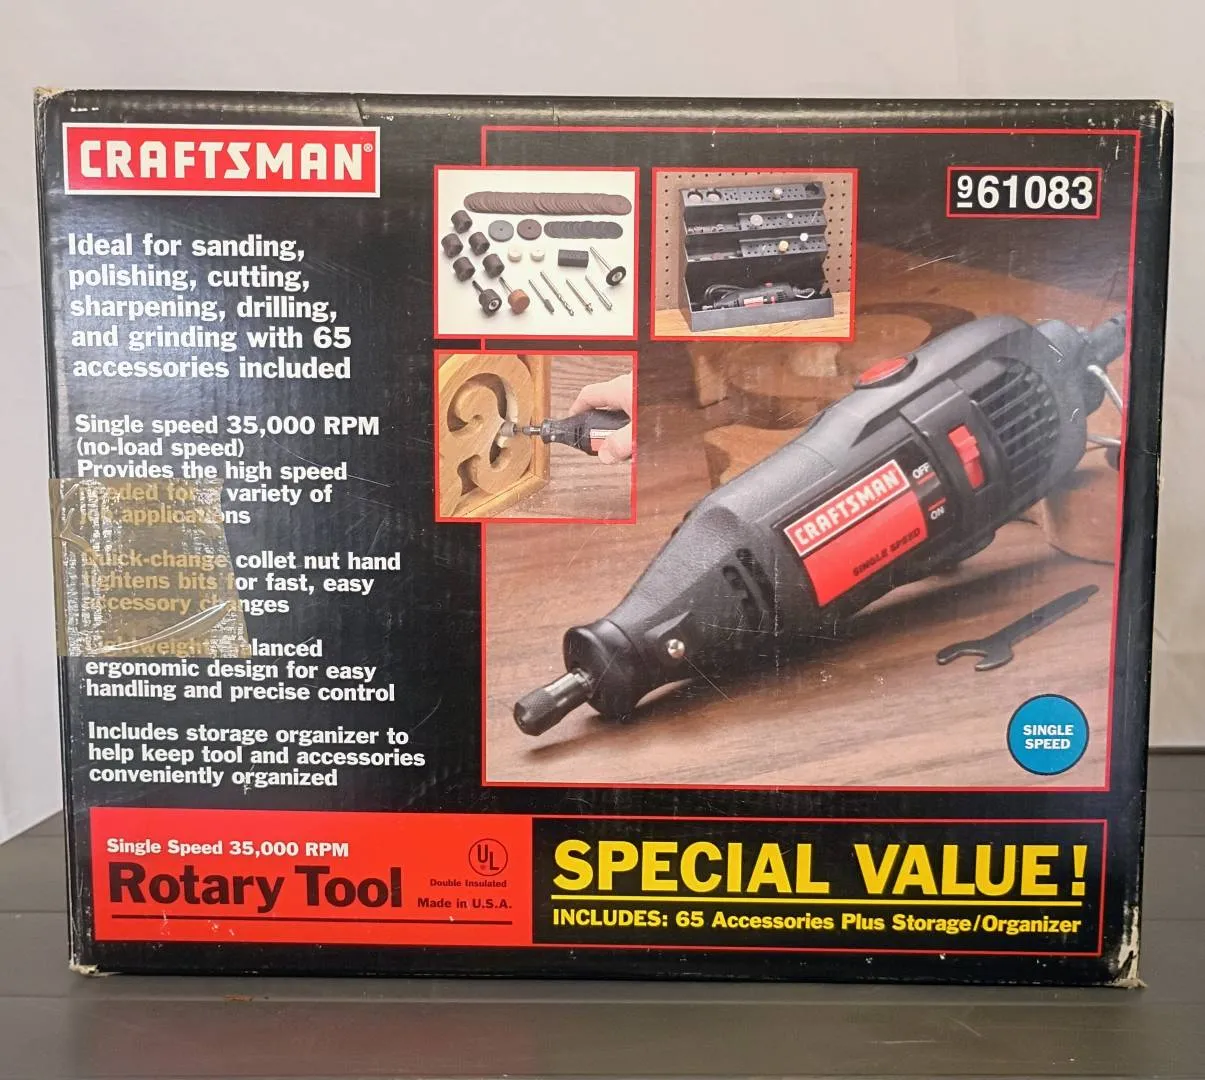 CRAFTSMAN®
961083
Ideal for sanding,
polishing, cutting,
sharpening, drilling,
and grinding with 65
accessories included
Single speed 35,000 RPM
(no-load speed)
Provides the high speed
needed for a variety of
applications
Quick-change collet nut hand
tightens bits for fast, easy
accessory changes
Lightweight, balanced
ergonomic design for easy
handling and precise control
Includes storage organizer to
help keep tool and accessories
conveniently organized
CRAFTSMAN
SINGLE SPEED
OFF
ON
SINGLE
SPEED
Single Speed 35,000 RPM
Rotary Tool
UL
Double Insulated
Made in U.S.A.
SPECIAL VALUE!
INCLUDES: 65 Accessories Plus Storage/Organizer